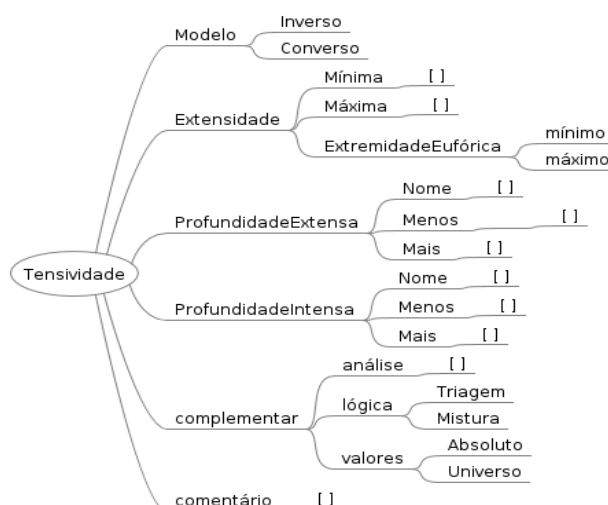 Tensividade
Modelo
Inverso
Converso
Extensidade
Mínima [ ]
Máxima [ ]
ExtremidadeEufórica
mínimo
máximo
ProfundidadeExtensa
Nome [ ]
Menos [ ]
Mais [ ]
ProfundidadeIntensa
Nome [ ]
Menos [ ]
Mais [ ]
complementar
análise [ ]
lógica
Triagem
Mistura
valores
Absoluto
Universo
comentário [ ]